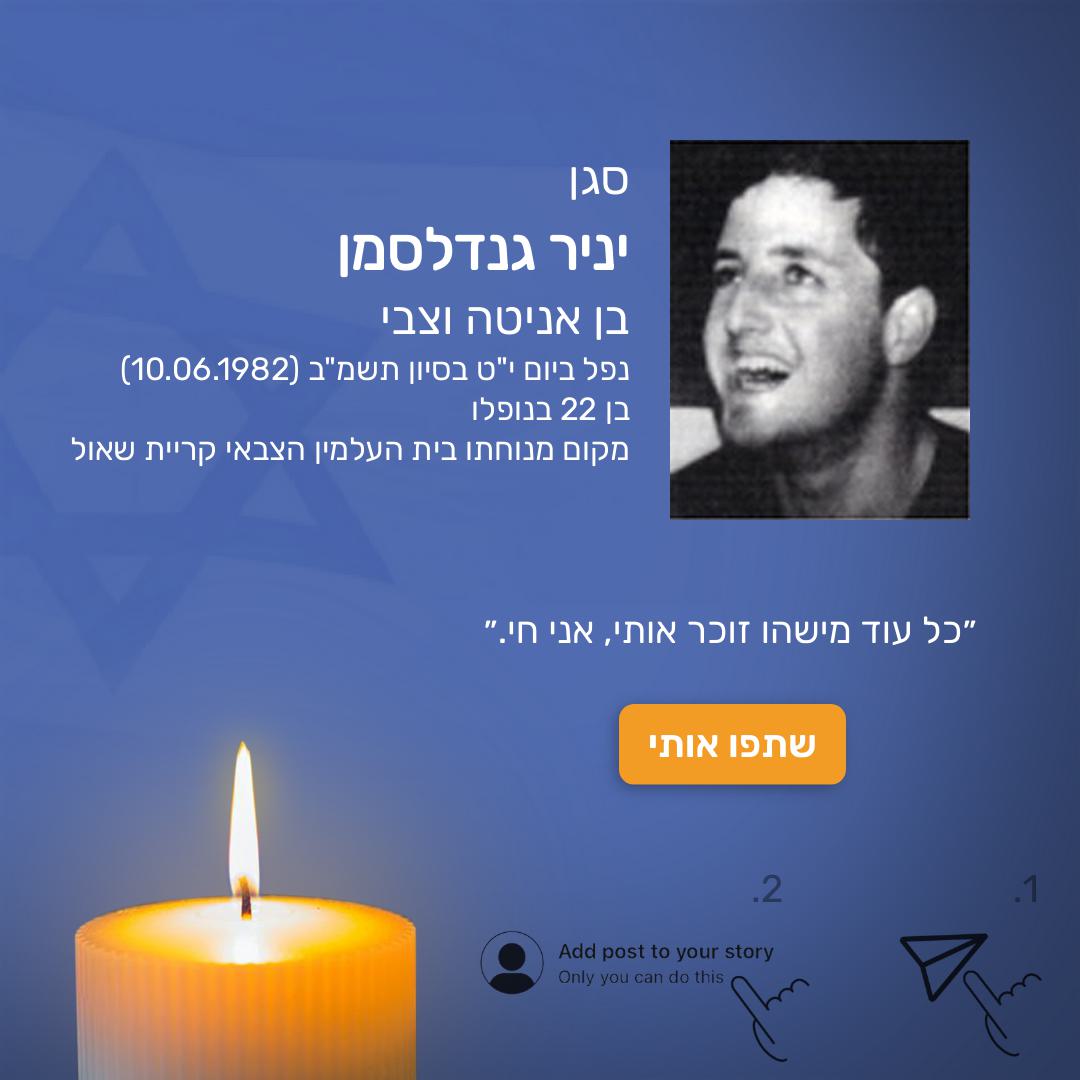 סגן
יניר גנדלסמן
בן אניטה וצבי
נפל ביום י"ט בסיון תשמ"ב (10.06.1982)
בן 22 בנופלו
מקום מנוחתו בית העלמין הצבאי קריית שאול
״כל עוד מישהו זוכר אותי, אני חי.״
שתפו אותי
1.
2.
Add post to your story
Only you can do this